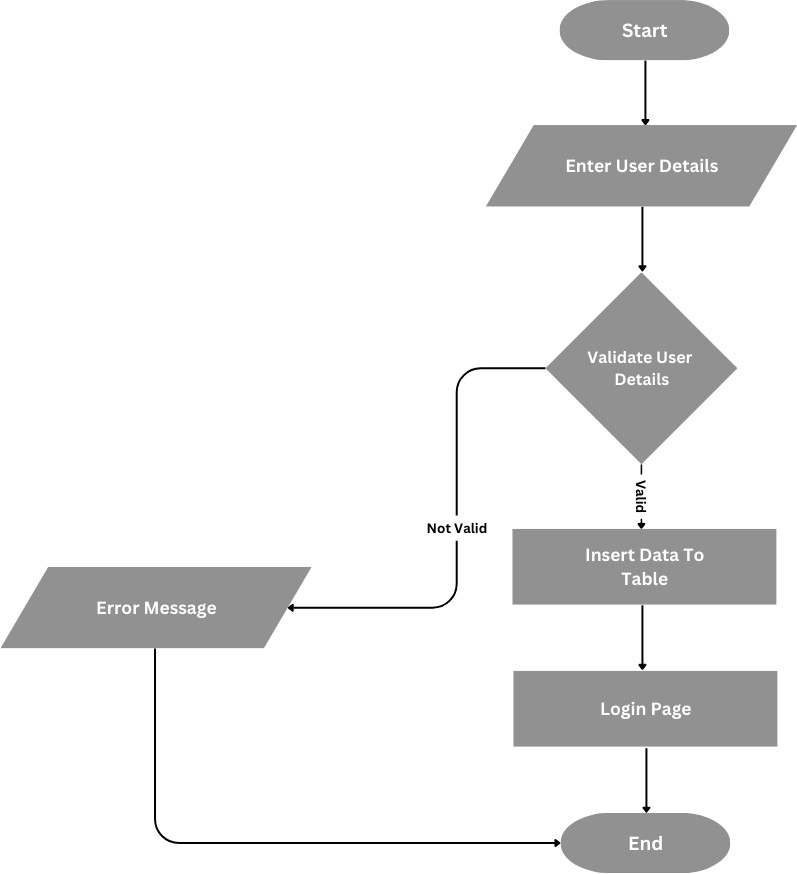 Start
Enter User Details
Validate User
Details
Valid
Not Valid
Insert Data To
Table
Error Message
Login Page
End